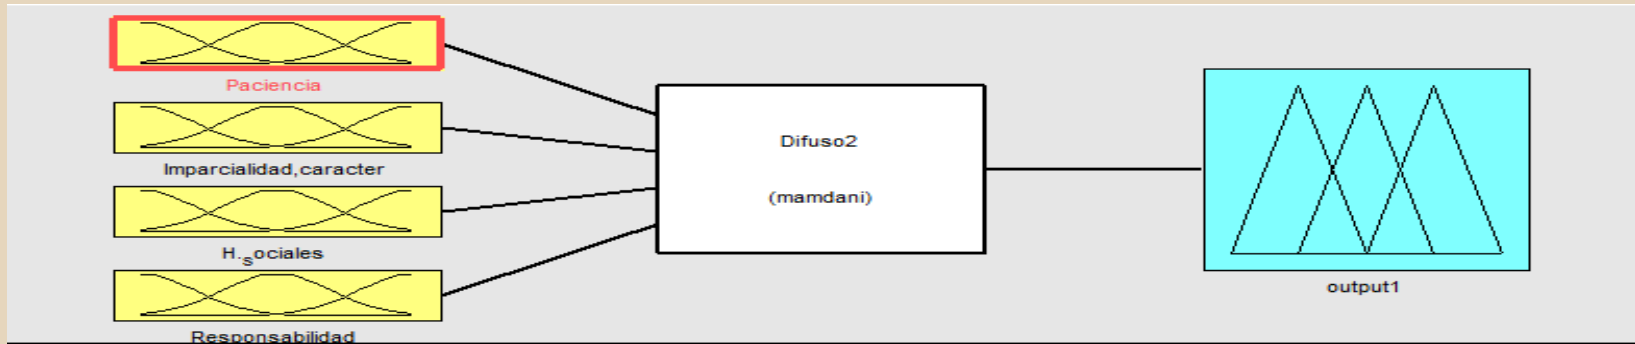 Paciencia
Imparcialidad,caracter
H.sociales
Responsabilidad
Difuso2
(mamdani)
output1